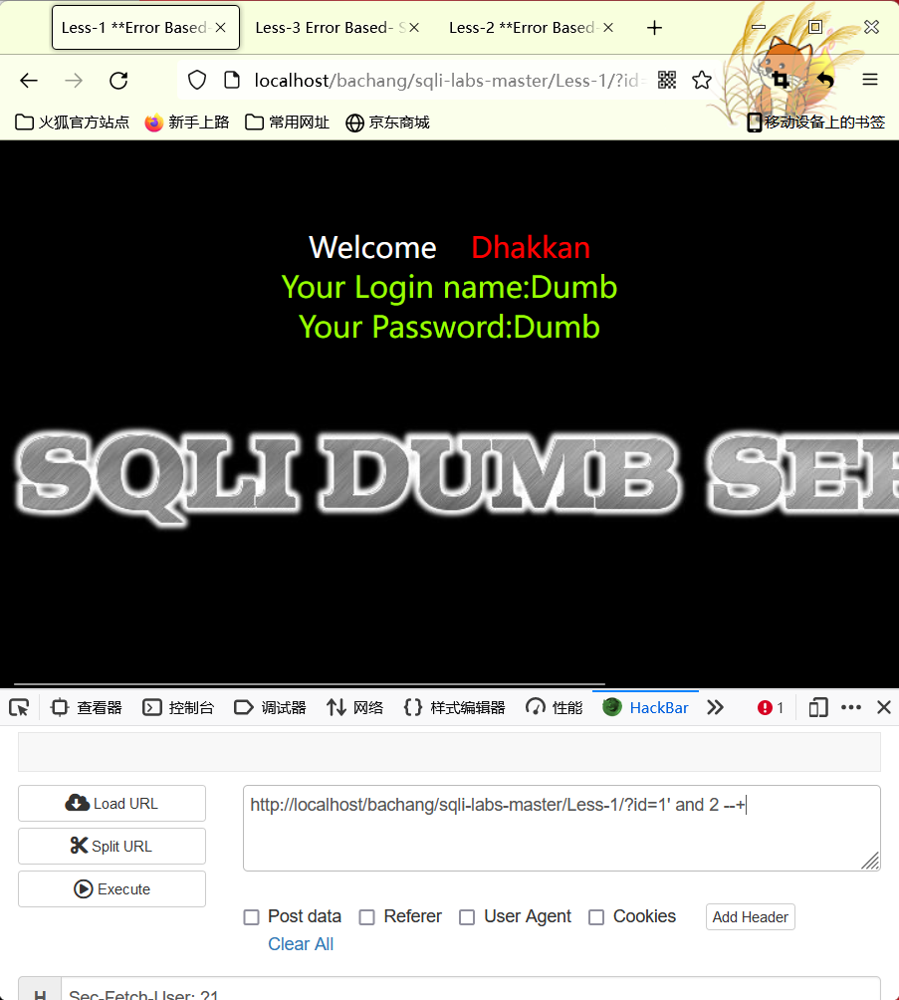 Less-1 **Error Based- Less-3 Error Based- S Less-2 **Error Based-
localhost/bachang/sqli-labs-master/Less-1/?id=
火狐官方站点 新手上路 常用网址 京东商城 移动设备上的书签
Welcome Dhakkan
Your Login name:Dumb
Your Password:Dumb
SQLI DUMB SEE
查看器 控制台 调试器 网络 样式编辑器 性能 HackBar 1
Load URL
http://localhost/bachang/sqli-labs-master/Less-1/?id=1' and 2 --+
Split URL
Execute
Post data Referer User Agent Cookies Add Header
Clear All
H Sec-Fetch-User: ?1